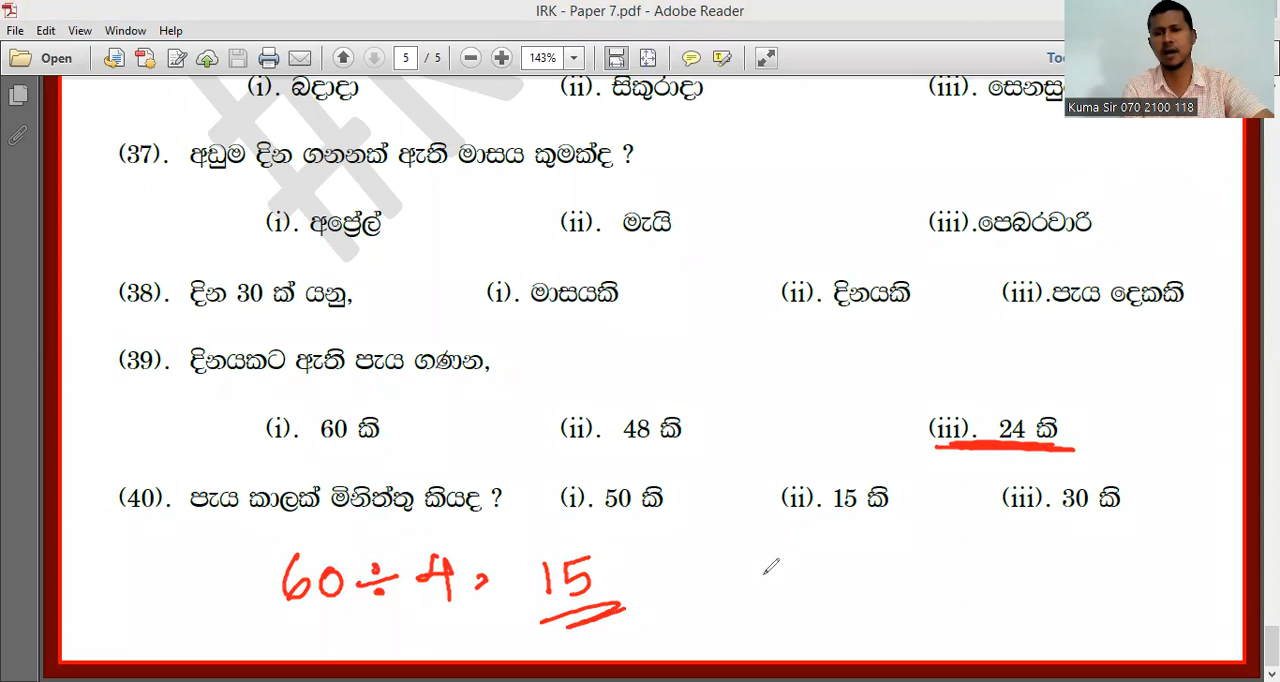 IRK - Paper 7.pdf - Adobe Reader
File Edit View Window Help
Open 5 / 5 143%
Kuma Sir 070 2100 118
(i). බදාදා (ii). සිකුරාදා (iii).
(37). අඩුම දින ගනනක් ඇති මාසය කුමක්ද ?
(i). අප්‍රේල් (ii). මැයි (iii).පෙබරවාරි
(38). දින 30 ක් යනු, (i). මාසයකි (ii). දිනයකි (iii).පැය දෙකකි
(39). දිනයකට ඇති පැය ගණන,
(i). 60 කි (ii). 48 කි (iii). 24 කි
(40). පැය කාලක් මිනිත්තු කියද ? (i). 50 කි (ii). 15 කි (iii). 30 කි
60 ÷ 4 = 15